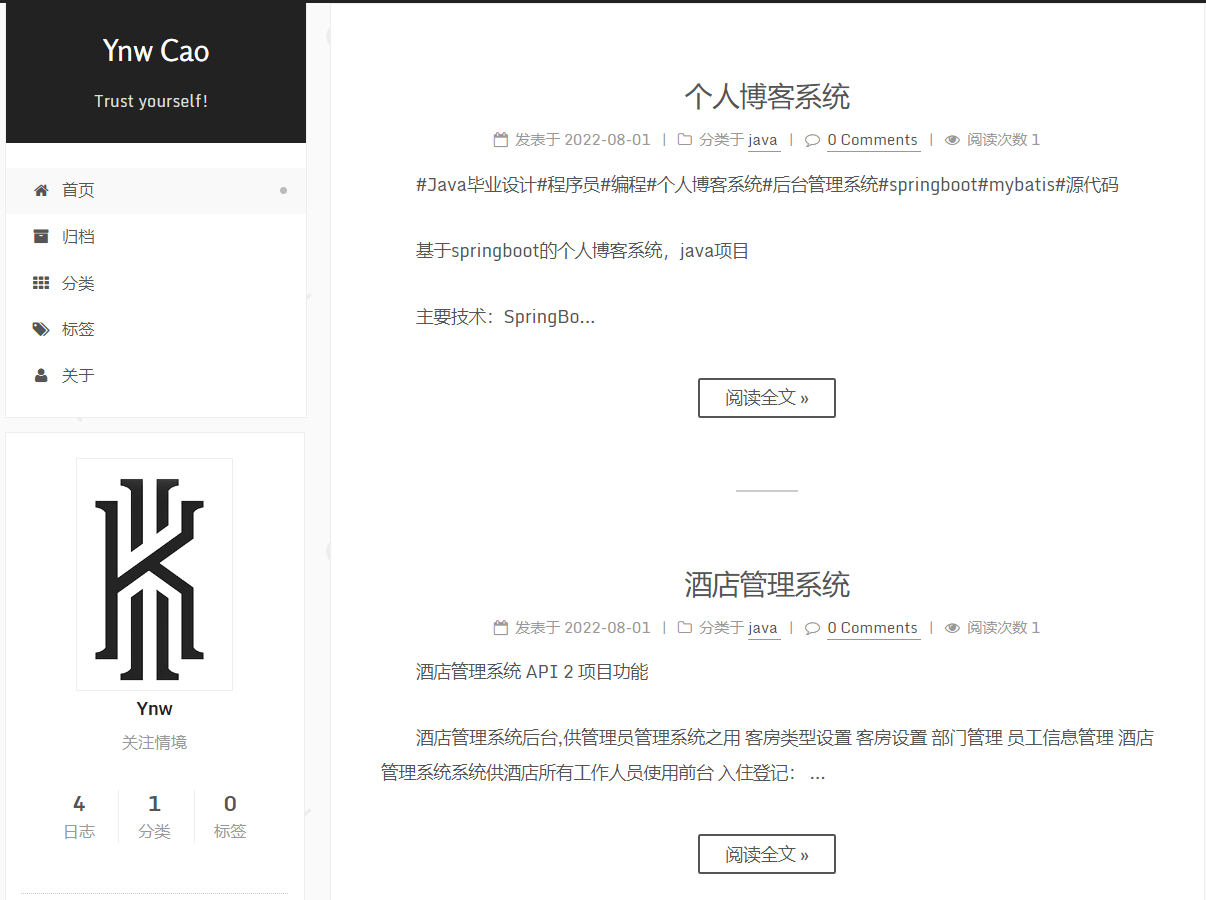 Ynw Cao
Trust yourself!
首页
归档
分类
标签
关于
Ynw
关注情境
4 1 0
日志 分类 标签
个人博客系统
发表于 2022-08-01 | 分类于 java | 0 Comments | 阅读次数 1
#Java毕业设计#程序员#编程#个人博客系统#后台管理系统#springboot#mybatis#源代码
基于springboot的个人博客系统，java项目
主要技术：SpringBo...
阅读全文 »
酒店管理系统
发表于 2022-08-01 | 分类于 java | 0 Comments | 阅读次数 1
酒店管理系统 API 2 项目功能
酒店管理系统后台,供管理员管理系统之用 客房类型设置 客房设置 部门管理 员工信息管理 酒店
管理系统系统供酒店所有工作人员使用前台 入住登记： ...
阅读全文 »